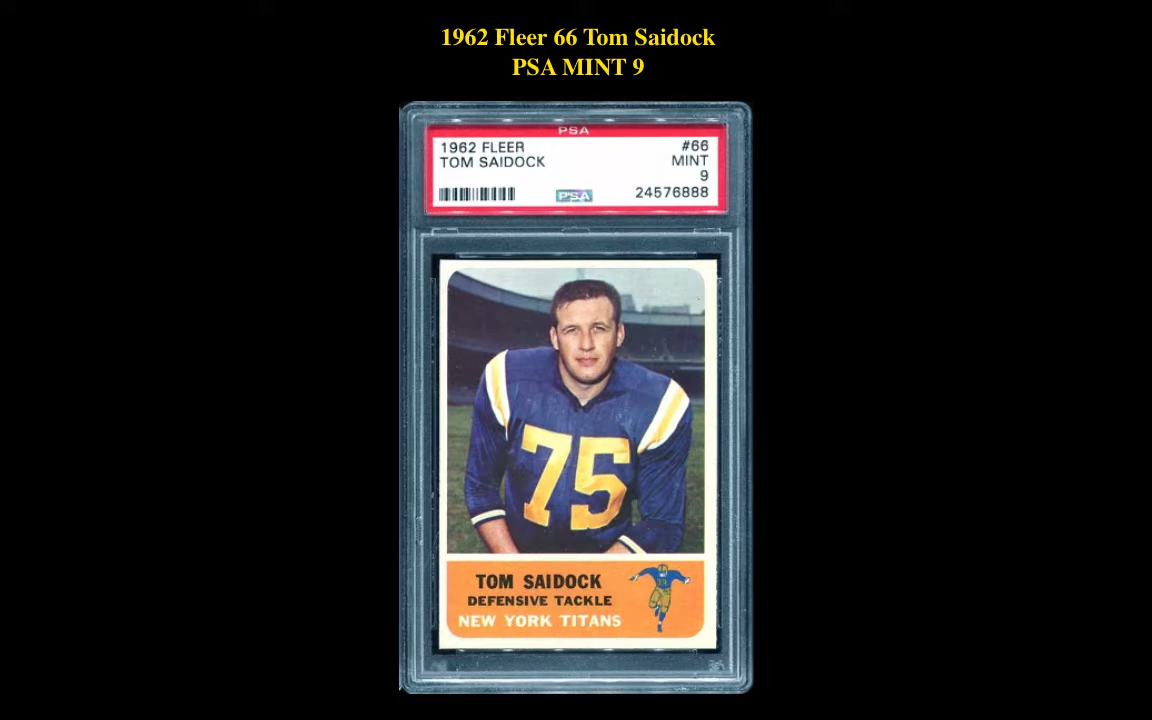 1962 Fleer 66 Tom Saidock
PSA MINT 9
PSA
1962 FLEER #66
TOM SAIDOCK MINT
9
PSA 24576888
75
TOM SAIDOCK
DEFENSIVE TACKLE
NEW YORK TITANS